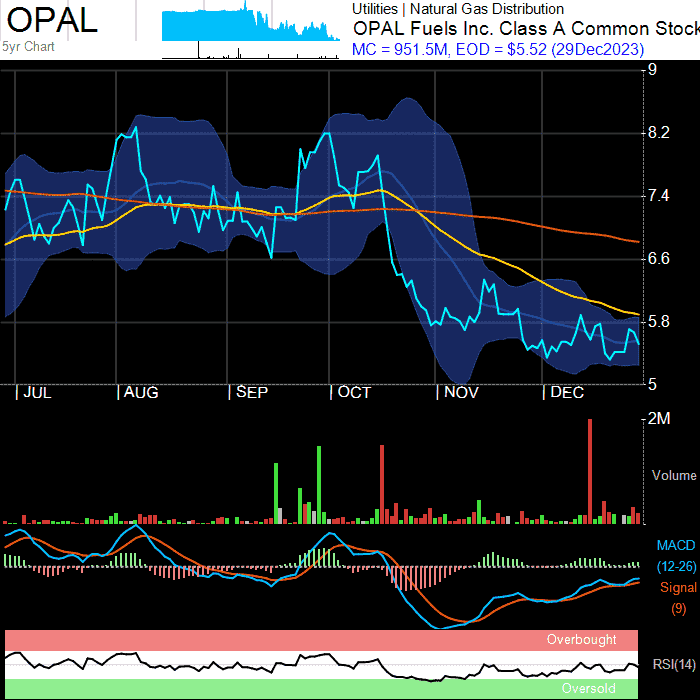 OPAL
5yr Chart
Utilities | Natural Gas Distribution
OPAL Fuels Inc. Class A Common Stock
MC = 951.5M, EOD = $5.52 (29Dec2023)
9
8.2
7.4
6.6
5.8
5
| JUL | AUG | SEP | OCT | NOV | DEC
2M
Volume
MACD
(12-26)
Signal
(9)
Overbought
RSI(14)
Oversold